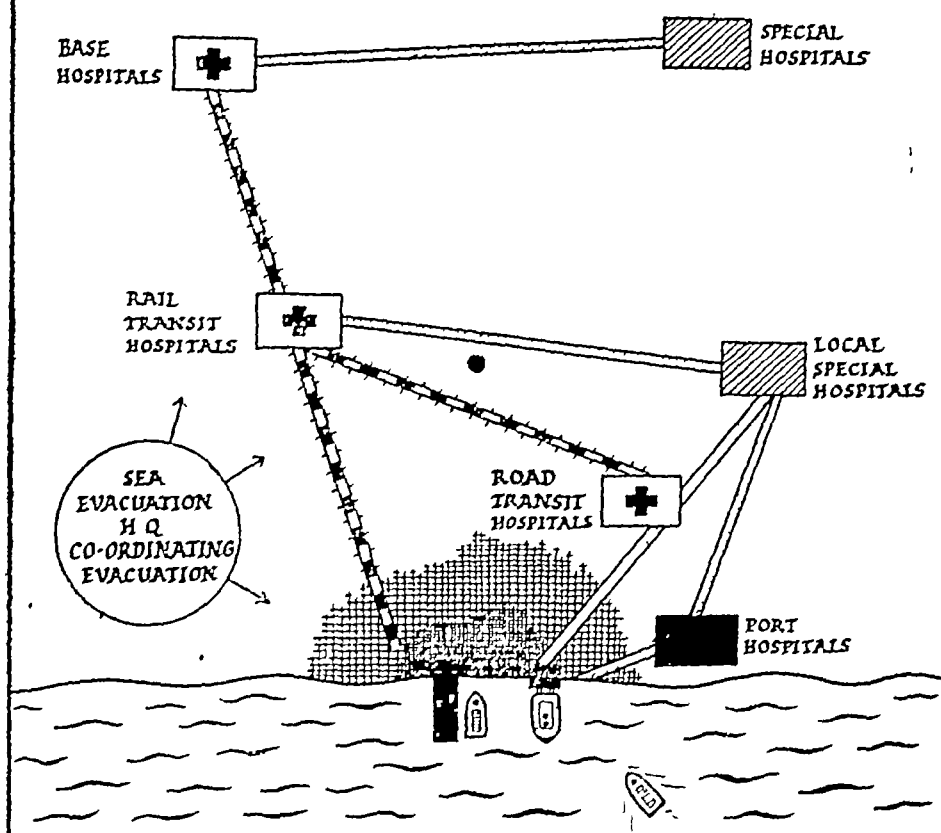 BASE
HOSPITALS
SPECIAL
HOSPITALS
RAIL
TRANSIT
HOSPITALS
LOCAL
SPECIAL
HOSPITALS
SEA
EVACUATION
H Q
CO-ORDINATING
EVACUATION
ROAD
TRANSIT
HOSPITALS
PORT
HOSPITALS